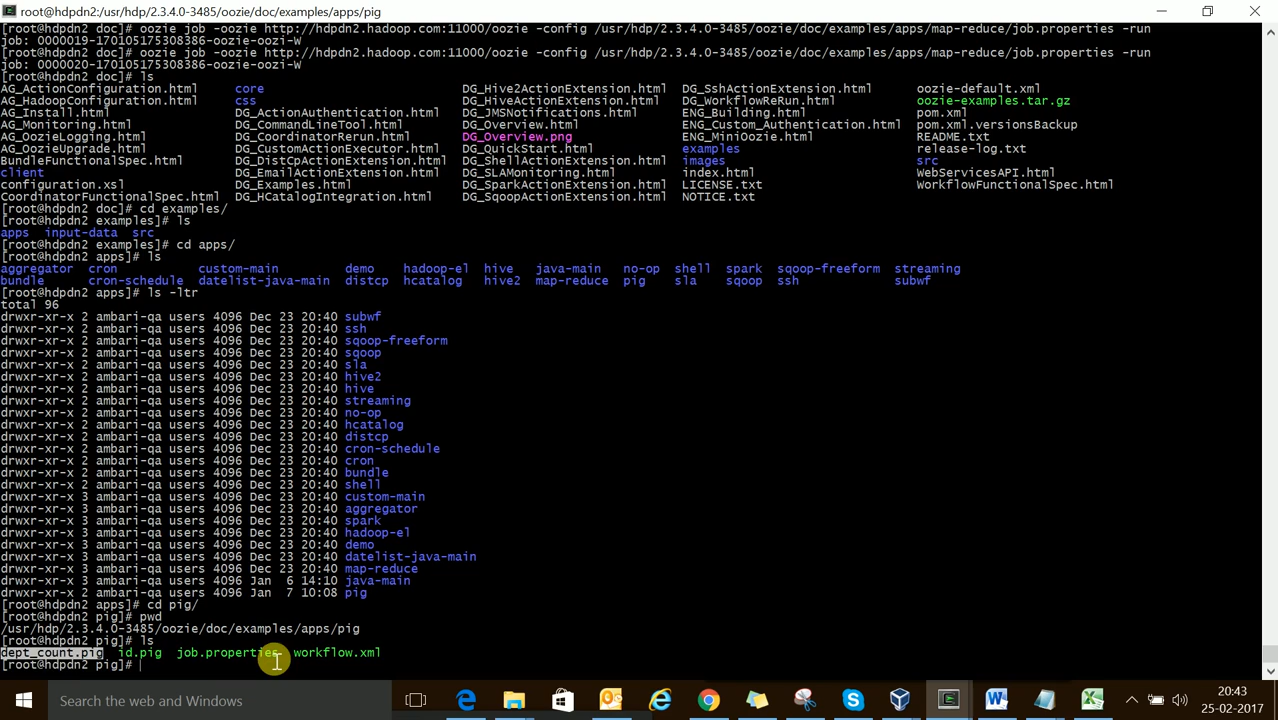 root@hdpdn2:/usr/hdp/2.3.4.0-3485/oozie/doc/examples/apps/pig
[root@hdpdn2 doc]# oozie job -oozie http://hdpdn2.hadoop.com:11000/oozie -config /usr/hdp/2.3.4.0-3485/oozie/doc/examples/apps/map-reduce/job.properties -run
job: 0000019-170105175308386-oozie-oozi-W
[root@hdpdn2 doc]# oozie job -oozie http://hdpdn2.hadoop.com:11000/oozie -config /usr/hdp/2.3.4.0-3485/oozie/doc/examples/apps/map-reduce/job.properties -run
job: 0000020-170105175308386-oozie-oozi-W
[root@hdpdn2 doc]# ls
AG_ActionConfiguration.html core DG_Hive2ActionExtension.html DG_SshActionExtension.html oozie-default.xml
AG_HadoopConfiguration.html css DG_HiveActionExtension.html DG_WorkflowReRun.html oozie-examples.tar.gz
AG_Install.html DG_ActionAuthentication.html DG_JMSNotifications.html ENG_Building.html pom.xml
AG_Monitoring.html DG_CommandLineTool.html DG_Overview.html ENG_Custom_Authentication.html pom.xml.versionsBackup
AG_OozieLogging.html DG_CoordinatorRerun.html DG_Overview.png ENG_MiniOozie.html README.txt
AG_OozieUpgrade.html DG_CustomActionExecutor.html DG_QuickStart.html examples release-log.txt
BundleFunctionalSpec.html DG_DistCpActionExtension.html DG_ShellActionExtension.html images src
client DG_EmailActionExtension.html DG_SLAMonitoring.html index.html WebServicesAPI.html
configuration.xsl DG_Examples.html DG_SparkActionExtension.html LICENSE.txt WorkflowFunctionalSpec.html
CoordinatorFunctionalSpec.html DG_HCatalogIntegration.html DG_SqoopActionExtension.html NOTICE.txt
[root@hdpdn2 doc]# cd examples/
[root@hdpdn2 examples]# ls
apps input-data src
[root@hdpdn2 examples]# cd apps/
[root@hdpdn2 apps]# ls
aggregator cron custom-main demo hadoop-el hive java-main no-op shell spark sqoop-freeform streaming
bundle cron-schedule datelist-java-main distcp hcatalog hive2 map-reduce pig sla sqoop ssh subwf
[root@hdpdn2 apps]# ls -ltr
total 96
drwxr-xr-x 2 ambari-qa users 4096 Dec 23 20:40 subwf
drwxr-xr-x 2 ambari-qa users 4096 Dec 23 20:40 ssh
drwxr-xr-x 2 ambari-qa users 4096 Dec 23 20:40 sqoop-freeform
drwxr-xr-x 2 ambari-qa users 4096 Dec 23 20:40 sqoop
drwxr-xr-x 2 ambari-qa users 4096 Dec 23 20:40 sla
drwxr-xr-x 2 ambari-qa users 4096 Dec 23 20:40 hive2
drwxr-xr-x 2 ambari-qa users 4096 Dec 23 20:40 hive
drwxr-xr-x 2 ambari-qa users 4096 Dec 23 20:40 streaming
drwxr-xr-x 2 ambari-qa users 4096 Dec 23 20:40 no-op
drwxr-xr-x 2 ambari-qa users 4096 Dec 23 20:40 hcatalog
drwxr-xr-x 2 ambari-qa users 4096 Dec 23 20:40 distcp
drwxr-xr-x 2 ambari-qa users 4096 Dec 23 20:40 cron-schedule
drwxr-xr-x 2 ambari-qa users 4096 Dec 23 20:40 cron
drwxr-xr-x 2 ambari-qa users 4096 Dec 23 20:40 bundle
drwxr-xr-x 2 ambari-qa users 4096 Dec 23 20:40 shell
drwxr-xr-x 3 ambari-qa users 4096 Dec 23 20:40 custom-main
drwxr-xr-x 3 ambari-qa users 4096 Dec 23 20:40 aggregator
drwxr-xr-x 3 ambari-qa users 4096 Dec 23 20:40 spark
drwxr-xr-x 3 ambari-qa users 4096 Dec 23 20:40 hadoop-el
drwxr-xr-x 3 ambari-qa users 4096 Dec 23 20:40 demo
drwxr-xr-x 3 ambari-qa users 4096 Dec 23 20:40 datelist-java-main
drwxr-xr-x 3 ambari-qa users 4096 Dec 23 20:40 map-reduce
drwxr-xr-x 3 ambari-qa users 4096 Jan 6 14:10 java-main
drwxr-xr-x 2 ambari-qa users 4096 Jan 7 10:08 pig
[root@hdpdn2 apps]# cd pig/
[root@hdpdn2 pig]# pwd
/usr/hdp/2.3.4.0-3485/oozie/doc/examples/apps/pig
[root@hdpdn2 pig]# ls
dept_count.pig id.pig job.properties workflow.xml
[root@hdpdn2 pig]#
Search the web and Windows
20:43
25-02-2017